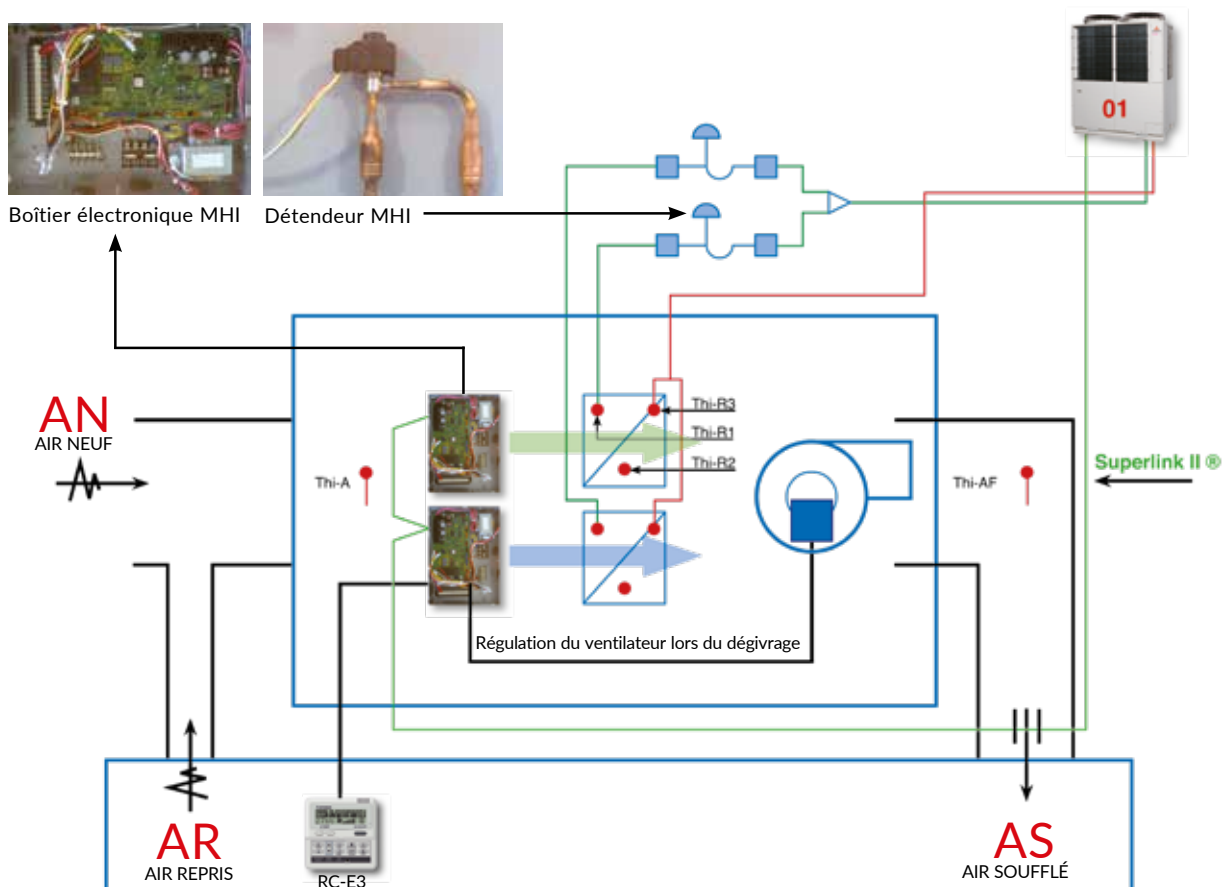 01
Boîtier électronique MHI
Détendeur MHI
AN
AIR NEUF
Thi-A
Thi-R3
Thi-R1
Thi-R2
Thi-AF
Superlink II ®
Régulation du ventilateur lors du dégivrage
AR
AIR REPRIS
RC-E3
AS
AIR SOUFFLÉ